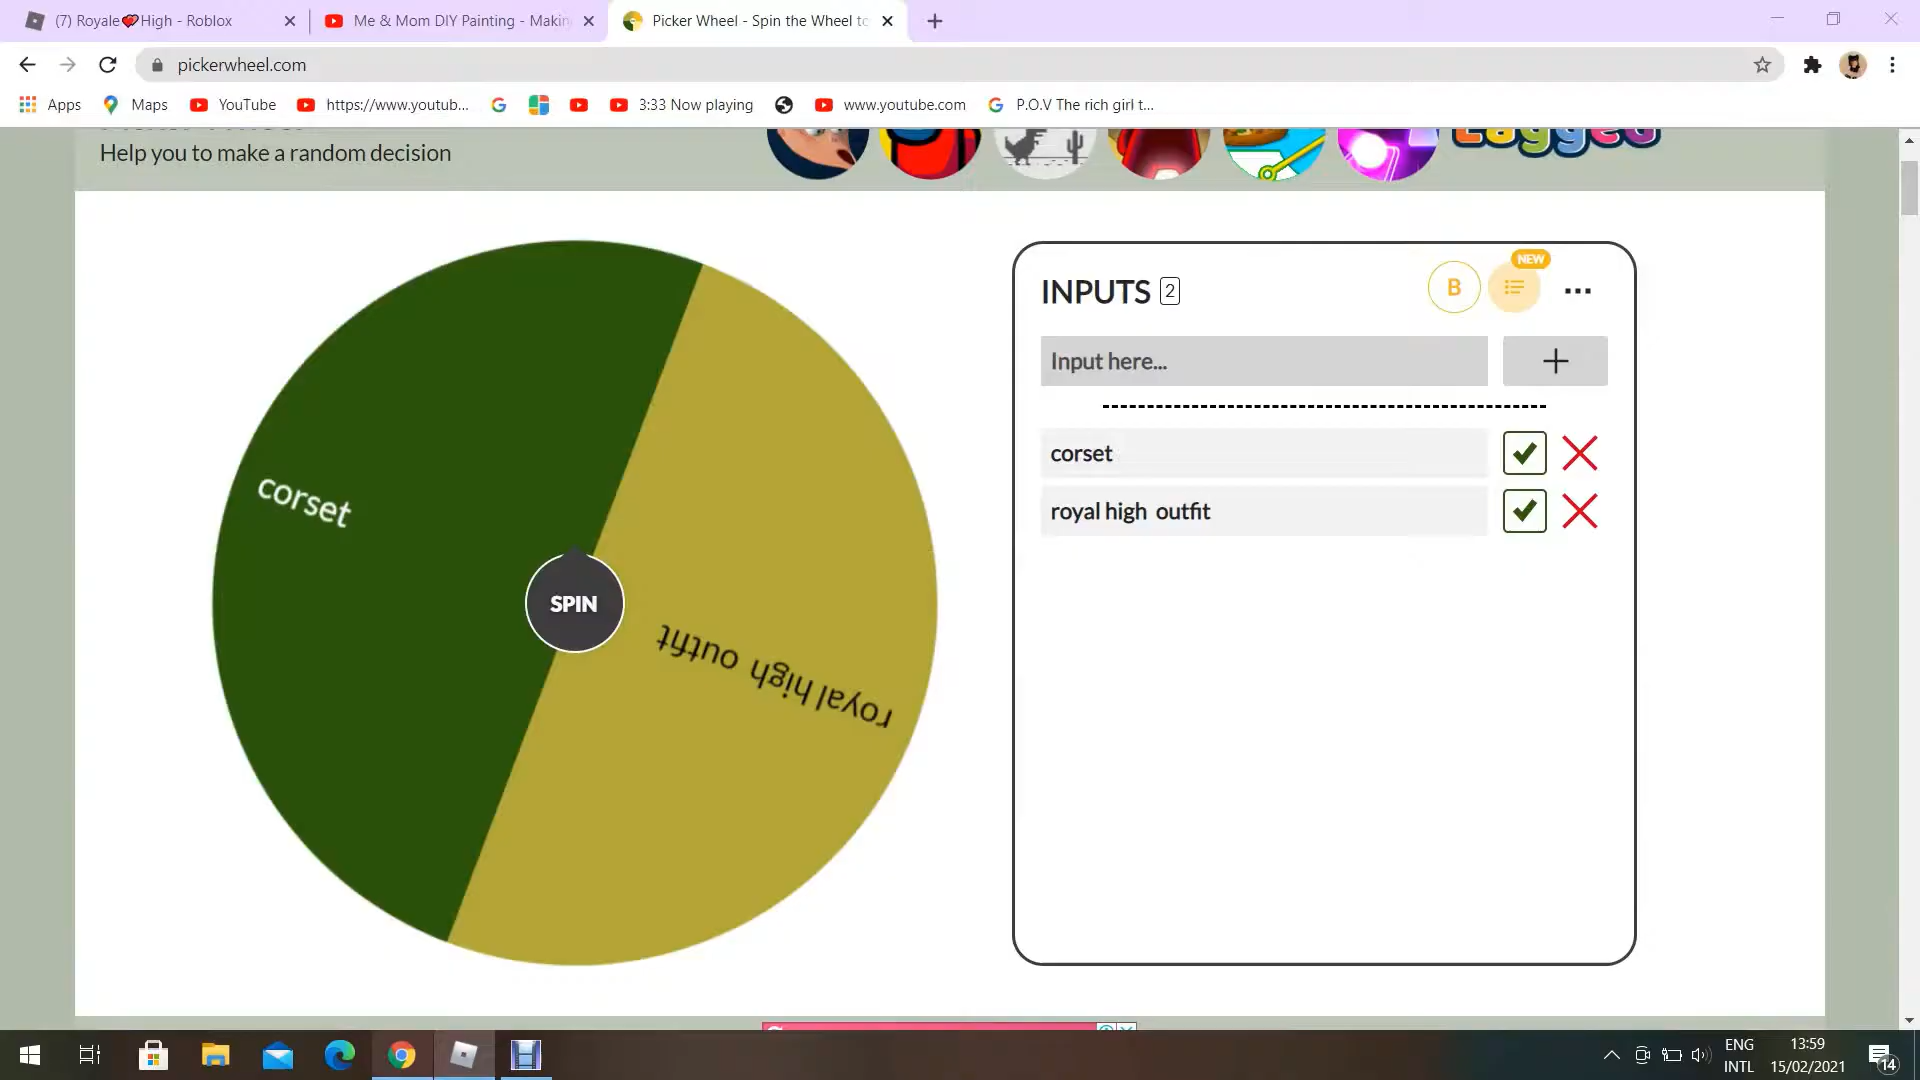 (7) Royale High - Roblox
Me & Mom DIY Painting - Makin
Picker Wheel - Spin the Wheel to
pickerwheel.com
Apps
Maps
YouTube
https://www.youtub...
3:33 Now playing
www.youtube.com
P.O.V The rich girl t...
Help you to make a random decision
Lagged
corset
SPIN
royal high outfit
INPUTS 2
B
NEW
...
Input here...
+
corset
royal high outfit
ENG
INTL
13:59
15/02/2021
14